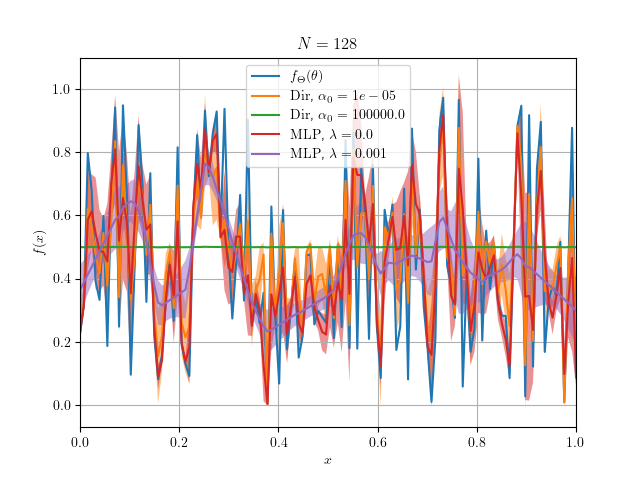 N = 128
f_Θ(θ)
Dir, α₀ = 1e − 05
Dir, α₀ = 100000.0
MLP, λ = 0.0
MLP, λ = 0.001
f(x)
1.0
0.8
0.6
0.4
0.2
0.0
0.0 0.2 0.4 0.6 0.8 1.0
x